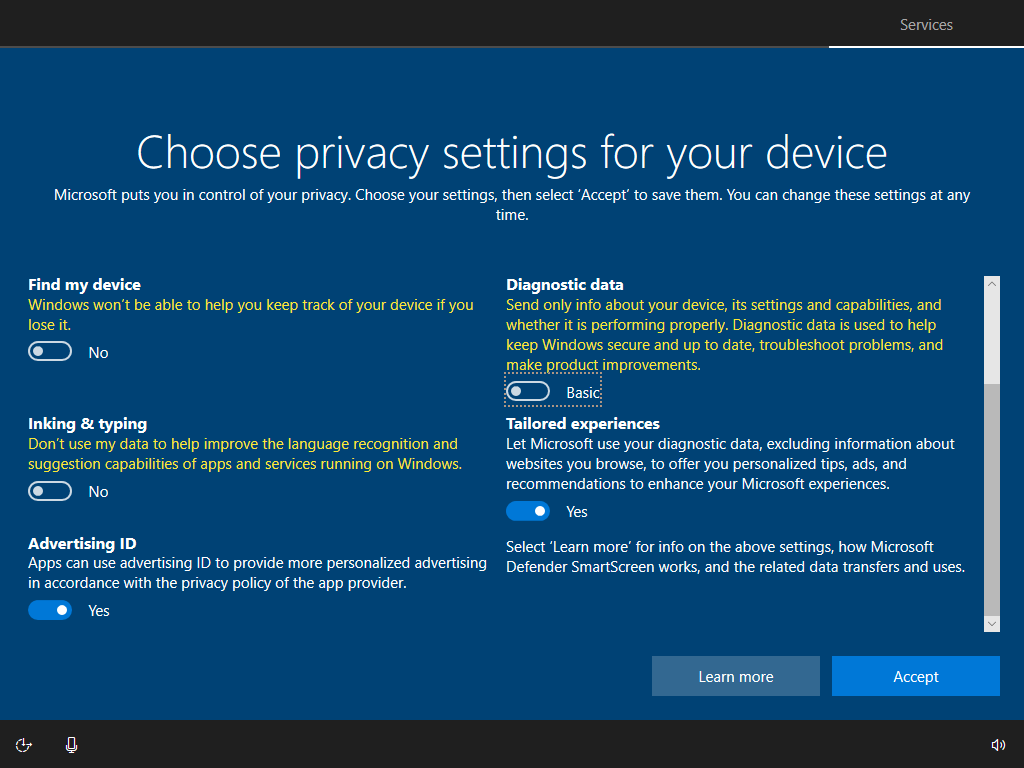 Services
Choose privacy settings for your device
Microsoft puts you in control of your privacy. Choose your settings, then select ‘Accept’ to save them. You can change these settings at any
time.
Find my device
Windows won’t be able to help you keep track of your device if you
lose it.
No
Diagnostic data
Send only info about your device, its settings and capabilities, and
whether it is performing properly. Diagnostic data is used to help
keep Windows secure and up to date, troubleshoot problems, and
make product improvements.
Basic
Inking & typing
Don’t use my data to help improve the language recognition and
suggestion capabilities of apps and services running on Windows.
No
Tailored experiences
Let Microsoft use your diagnostic data, excluding information about
websites you browse, to offer you personalized tips, ads, and
recommendations to enhance your Microsoft experiences.
Yes
Advertising ID
Apps can use advertising ID to provide more personalized advertising
in accordance with the privacy policy of the app provider.
Yes
Select ‘Learn more’ for info on the above settings, how Microsoft
Defender SmartScreen works, and the related data transfers and uses.
Learn more
Accept